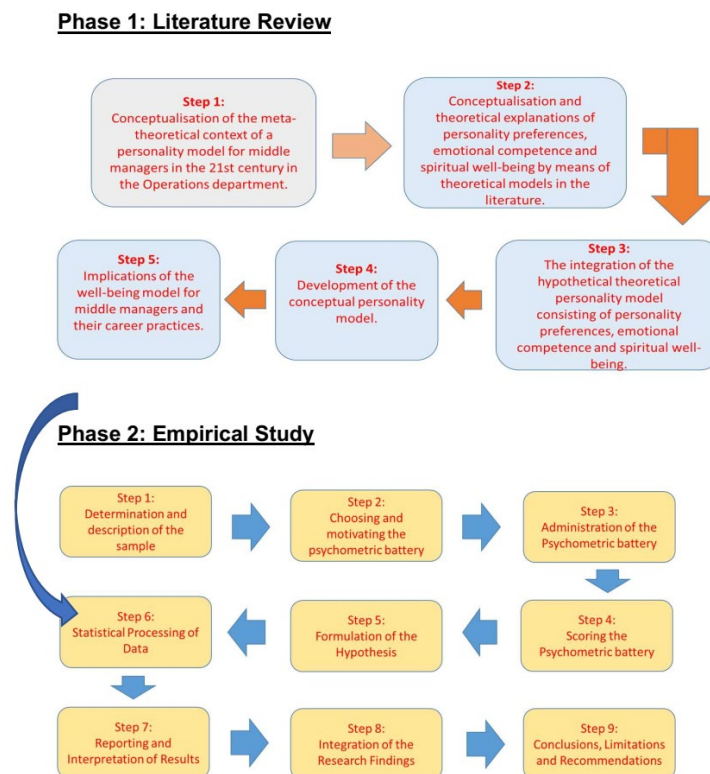 Phase 1: Literature Review
Step 1:
Conceptualisation of the meta-
theoretical context of a
personality model for middle
managers in the 21st century in
the Operations department.
Step 2:
Conceptualisation and
theoretical explanations of
personality preferences,
emotional competence and
spiritual well-being by means of
theoretical models in the
literature.
Step 3:
The integration of the
hypothetical theoretical
personality model
consisting of personality
preferences, emotional
competence and spiritual well-
being.
Step 4:
Development of the
conceptual personality
model.
Step 5:
Implications of the
well-being model for
middle managers and
their career practices.
Phase 2: Empirical Study
Step 1:
Determination and
description of the
sample
Step 2:
Choosing and
motivating the
psychometric battery
Step 3:
Administration of the
Psychometric battery
Step 4:
Scoring the
Psychometric battery
Step 5:
Formulation of the
Hypothesis
Step 6:
Statistical Processing of
Data
Step 7:
Reporting and
Interpretation of Results
Step 8:
Integration of the
Research Findings
Step 9:
Conclusions, Limitations
and Recommendations